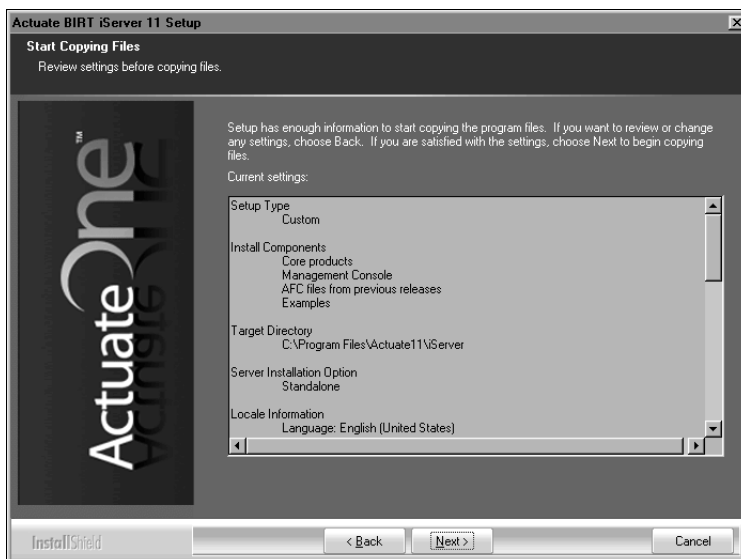 Actuate BIRT iServer 11 Setup
Start Copying Files
Review settings before copying files.
ActuateOne™
Setup has enough information to start copying the program files. If you want to review or change
any settings, choose Back. If you are satisfied with the settings, choose Next to begin copying
files.
Current settings:
Setup Type
Custom
Install Components
Core products
Management Console
AFC files from previous releases
Examples
Target Directory
C:\Program Files\Actuate11\iServer
Server Installation Option
Standalone
Locale Information
Language: English (United States)
InstallShield
< Back
Next >
Cancel